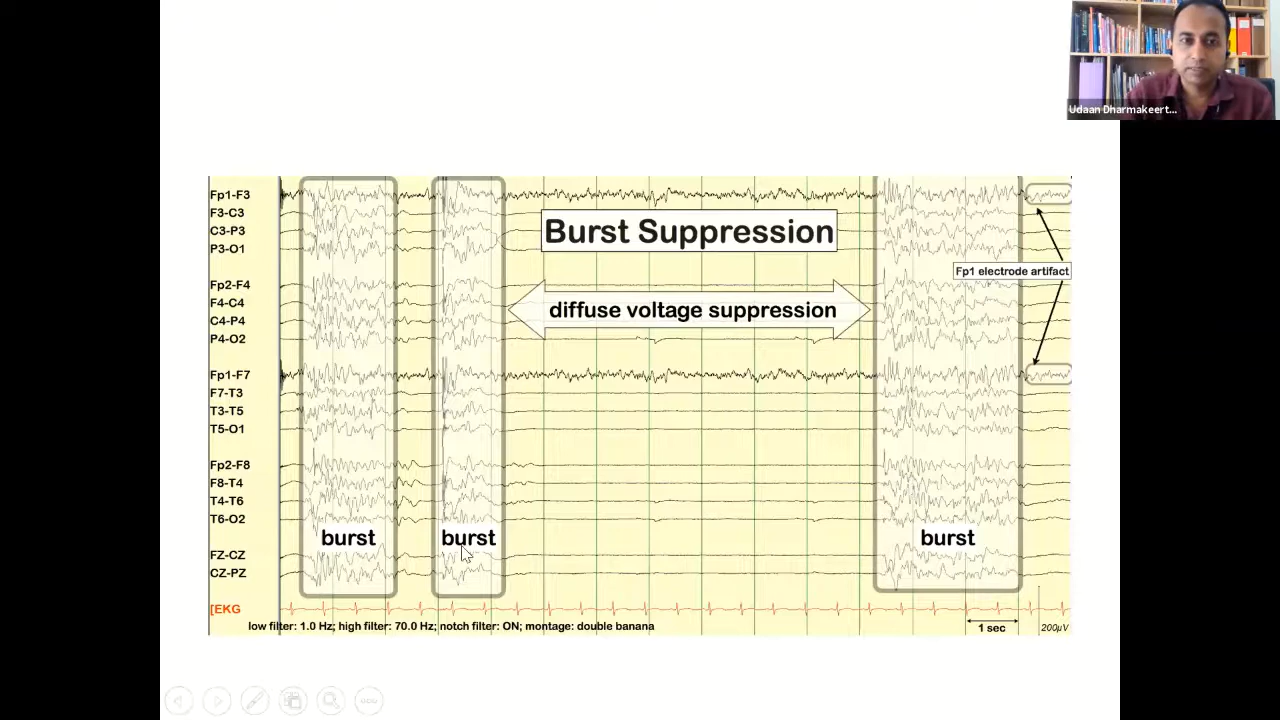 Udaan Dharmakeert...
Fp1-F3
F3-C3
C3-P3
P3-O1
Burst Suppression
Fp1 electrode artifact
Fp2-F4
F4-C4
C4-P4
P4-O2
diffuse voltage suppression
Fp1-F7
F7-T3
T3-T5
T5-O1
Fp2-F8
F8-T4
T4-T6
T6-O2
burst
burst
burst
FZ-CZ
CZ-PZ
[EKG
low filter: 1.0 Hz; high filter: 70.0 Hz; notch filter: ON; montage: double banana
1 sec
200µV